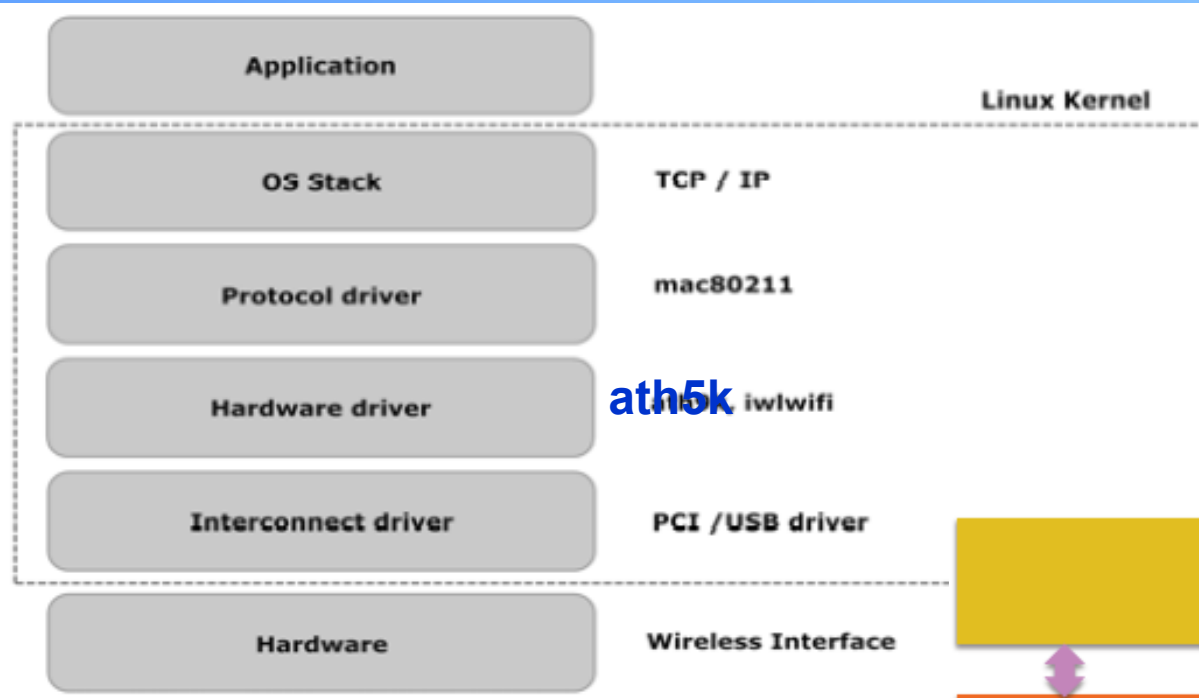 Application
Linux Kernel
OS Stack
TCP / IP
Protocol driver
mac80211
Hardware driver
ath5k, iwlwifi
Interconnect driver
PCI /USB driver
Hardware
Wireless Interface